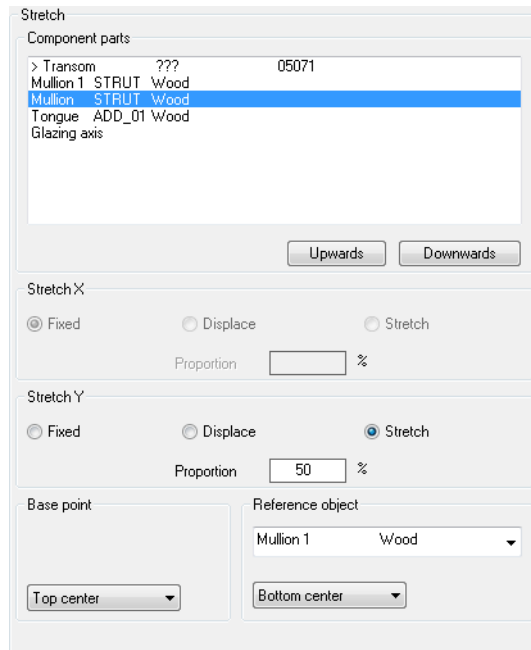 Stretch
Component parts
> Transom ??? 05071
Mullion 1 STRUT Wood
Mullion STRUT Wood
Tongue ADD_01 Wood
Glazing axis
Upwards Downwards
Stretch X
Fixed Displace Stretch
Proportion %
Stretch Y
Fixed Displace Stretch
Proportion 50 %
Base point Reference object
Mullion 1 Wood
Top center Bottom center